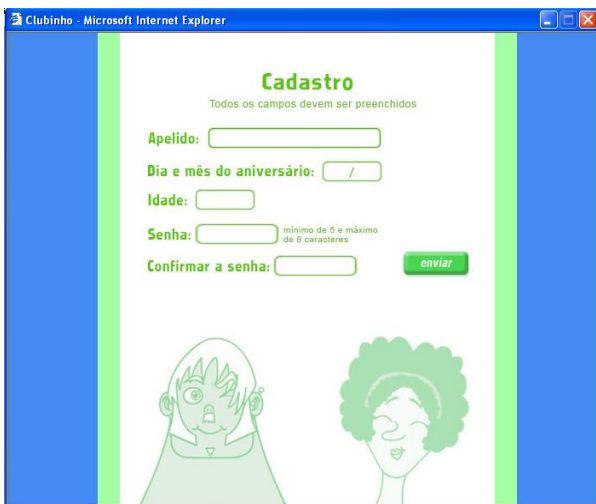 Clubinho - Microsoft Internet Explorer
Cadastro
Todos os campos devem ser preenchidos
Apelido:
Dia e mês do aniversário: /
Idade:
Senha:
mínimo de 5 e máximo
de 8 caracteres
Confirmar a senha:
enviar